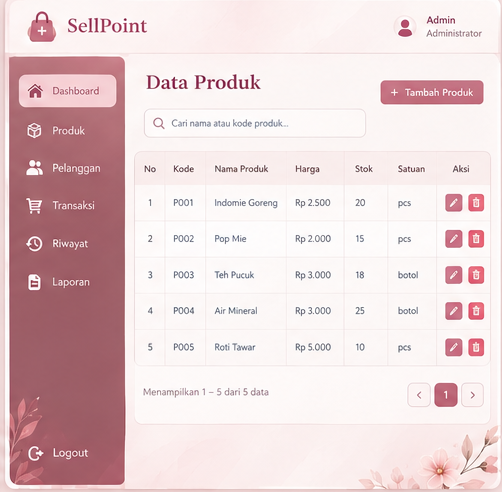 SellPoint
Admin
Administrator
Dashboard
Produk
Pelanggan
Transaksi
Riwayat
Laporan
Logout
Data Produk
+ Tambah Produk
Cari nama atau kode produk...
No Kode Nama Produk Harga Stok Satuan Aksi
1 P001 Indomie Goreng Rp 2.500 20 pcs
2 P002 Pop Mie Rp 2.000 15 pcs
3 P003 Teh Pucuk Rp 3.000 18 botol
4 P004 Air Mineral Rp 3.000 25 botol
5 P005 Roti Tawar Rp 5.000 10 pcs
Menampilkan 1 – 5 dari 5 data
< 1 >